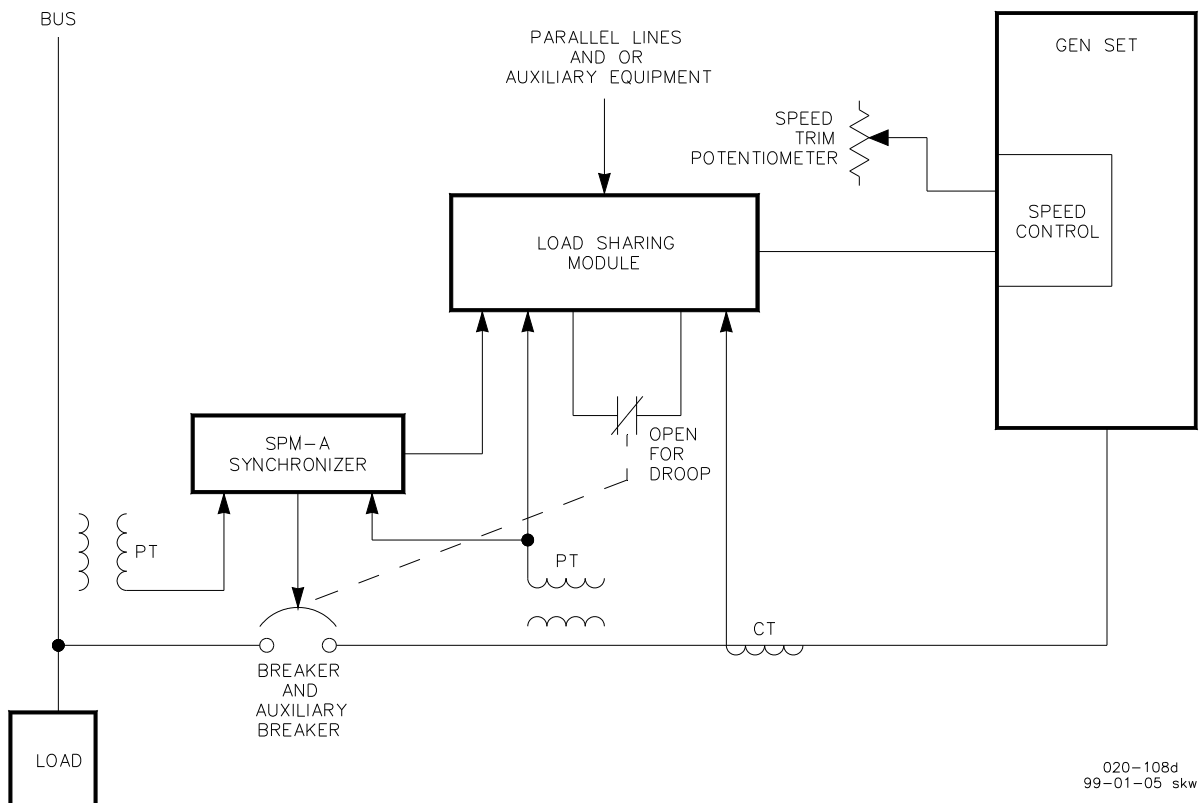 BUS
PARALLEL LINES
AND OR
AUXILIARY EQUIPMENT
GEN SET
SPEED
TRIM
POTENTIOMETER
SPEED
CONTROL
LOAD SHARING
MODULE
SPM-A
SYNCHRONIZER
OPEN
FOR
DROOP
PT
PT
CT
BREAKER
AND
AUXILIARY
BREAKER
LOAD
020-108d
99-01-05 skw